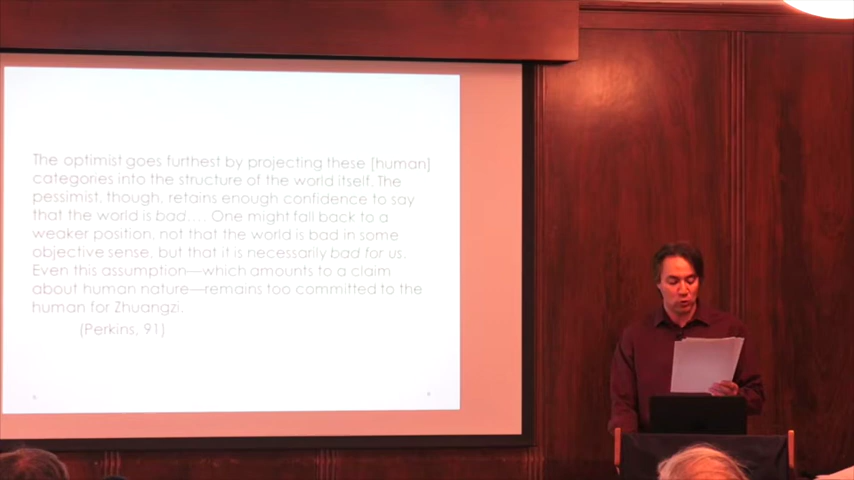 The optimist goes furthest by projecting these [human]
categories into the structure of the world itself. The
pessimist, though, retains enough confidence to say
that the world is bad.... One might fall back to a
weaker position, not that the world is bad in some
objective sense, but that it is necessarily bad for us.
Even this assumption—which amounts to a claim
about human nature—remains too committed to the
human for Zhuangzi.
(Perkins, 91)